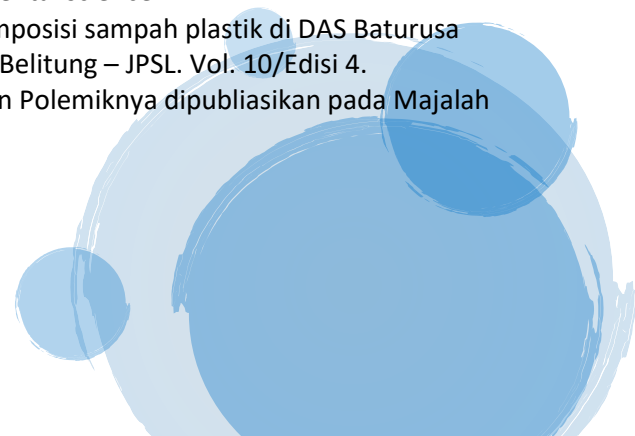 mposisi sampah plastik di DAS Baturusa
Belitung – JPSL. Vol. 10/Edisi 4.
n Polemiknya dipubliasikan pada Majalah